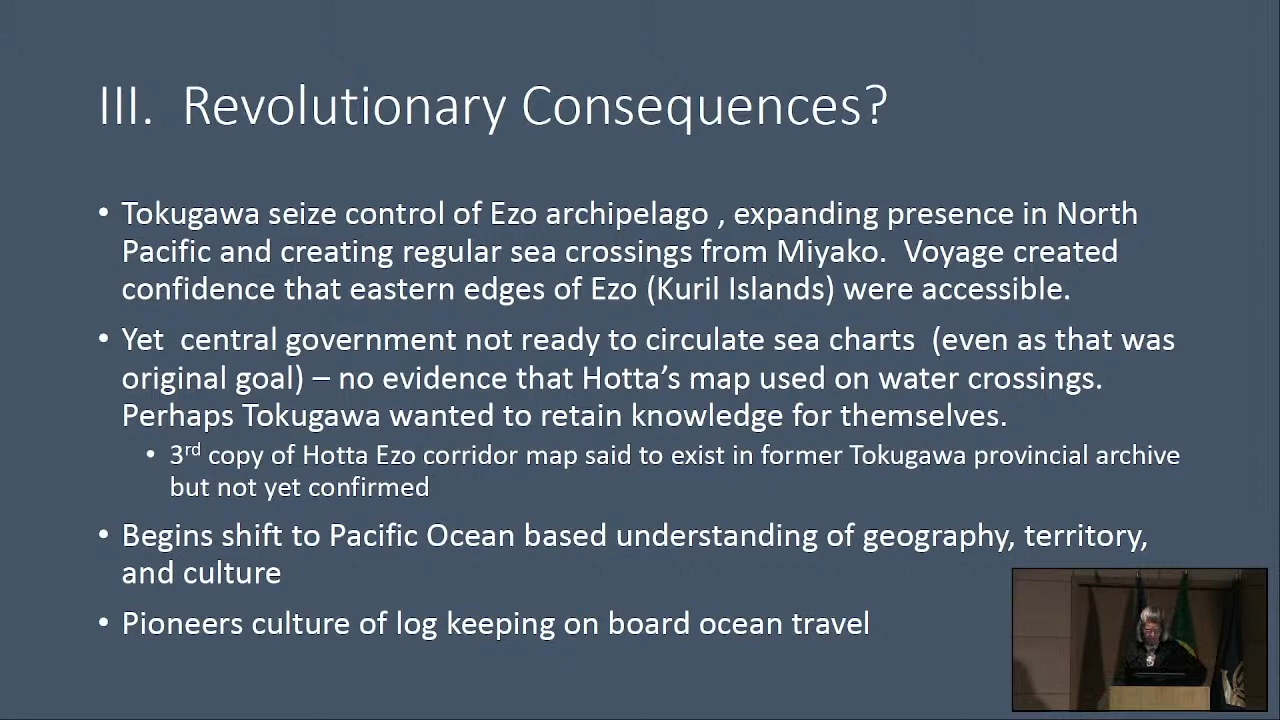 III. Revolutionary Consequences?
• Tokugawa seize control of Ezo archipelago , expanding presence in North
Pacific and creating regular sea crossings from Miyako. Voyage created
confidence that eastern edges of Ezo (Kuril Islands) were accessible.
• Yet central government not ready to circulate sea charts (even as that was
original goal) – no evidence that Hotta's map used on water crossings.
Perhaps Tokugawa wanted to retain knowledge for themselves.
• 3rd copy of Hotta Ezo corridor map said to exist in former Tokugawa provincial archive
but not yet confirmed
• Begins shift to Pacific Ocean based understanding of geography, territory,
and culture
• Pioneers culture of log keeping on board ocean travel